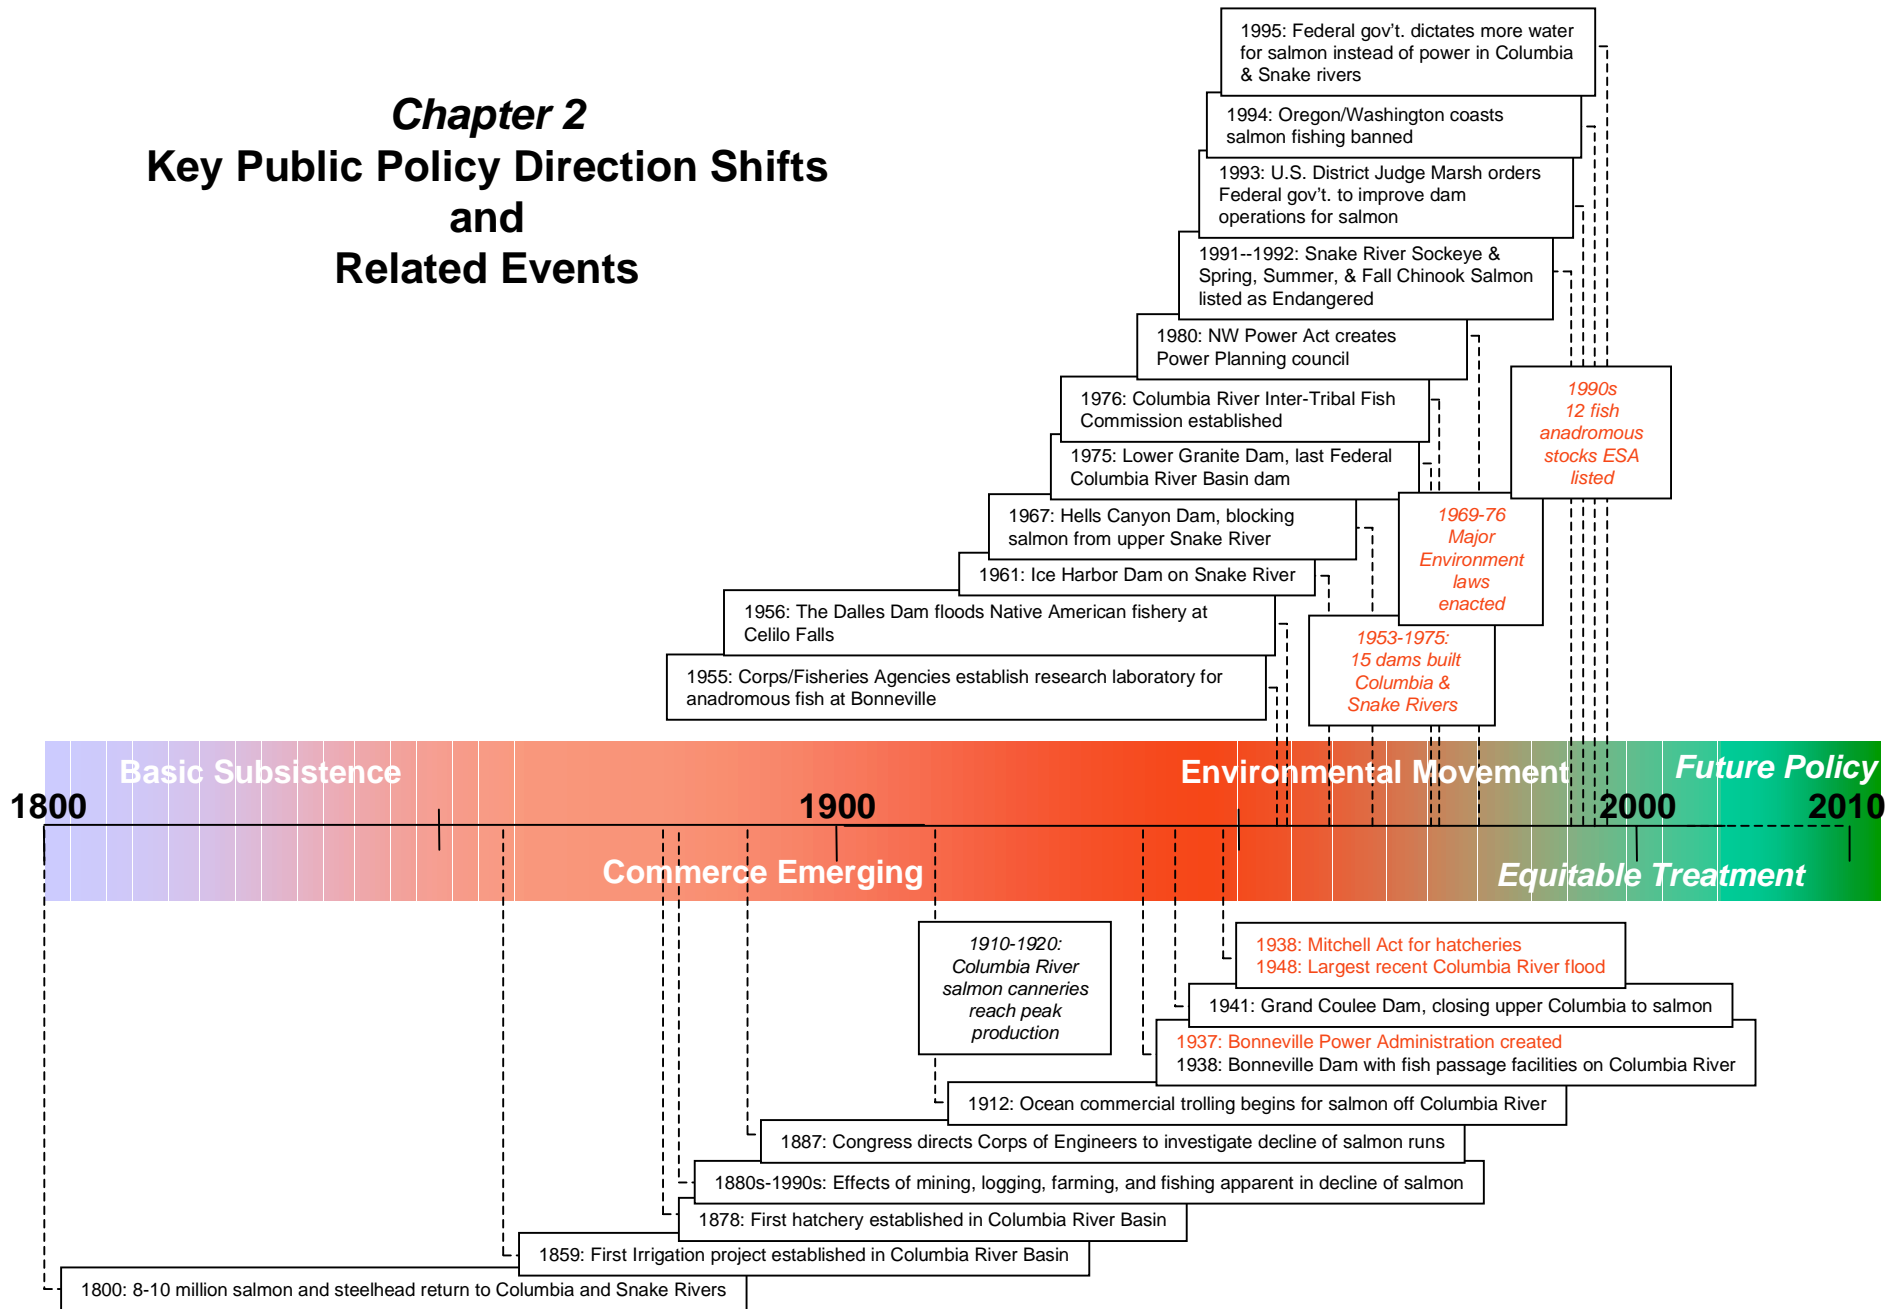 Chapter 2
Key Public Policy Direction Shifts
and
Related Events
1995: Federal gov't. dictates more water
for salmon instead of power in Columbia
& Snake rivers
1994: Oregon/Washington coasts
salmon fishing banned
1993: U.S. District Judge Marsh orders
Federal gov't. to improve dam
operations for salmon
1991--1992: Snake River Sockeye &
Spring, Summer, & Fall Chinook Salmon
listed as Endangered
1980: NW Power Act creates
Power Planning council
1976: Columbia River Inter-Tribal Fish
Commission established
1975: Lower Granite Dam, last Federal
Columbia River Basin dam
1967: Hells Canyon Dam, blocking
salmon from upper Snake River
1961: Ice Harbor Dam on Snake River
1956: The Dalles Dam floods Native American fishery at
Celilo Falls
1955: Corps/Fisheries Agencies establish research laboratory for
anadromous fish at Bonneville
1990s
12 fish
anadromous
stocks ESA
listed
1969-76
Major
Environment
laws
enacted
1953-1975:
15 dams built
Columbia &
Snake Rivers
Basic Subsistence
Environmental Movement
Future Policy
1800
1900
2000
2010
Commerce Emerging
Equitable Treatment
1910-1920:
Columbia River
salmon canneries
reach peak
production
1938: Mitchell Act for hatcheries
1948: Largest recent Columbia River flood
1941: Grand Coulee Dam, closing upper Columbia to salmon
1937: Bonneville Power Administration created
1938: Bonneville Dam with fish passage facilities on Columbia River
1912: Ocean commercial trolling begins for salmon off Columbia River
1887: Congress directs Corps of Engineers to investigate decline of salmon runs
1880s-1990s: Effects of mining, logging, farming, and fishing apparent in decline of salmon
1878: First hatchery established in Columbia River Basin
1859: First Irrigation project established in Columbia River Basin
1800: 8-10 million salmon and steelhead return to Columbia and Snake Rivers